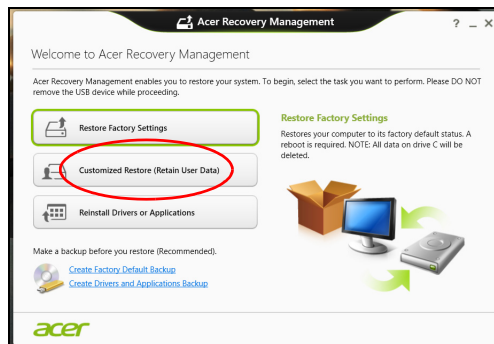 Acer Recovery Management
? _ X
Welcome to Acer Recovery Management
Acer Recovery Management enables you to restore your system. To begin, select the task you want to perform. Please DO NOT
remove the USB device while proceeding.
Restore Factory Settings
Customized Restore (Retain User Data)
Reinstall Drivers or Applications
Restore Factory Settings
Restores your computer to its factory default status. A
reboot is required. NOTE: All data on drive C will be
deleted.
Make a backup before you restore (Recommended).
Create Factory Default Backup
Create Drivers and Applications Backup
acer